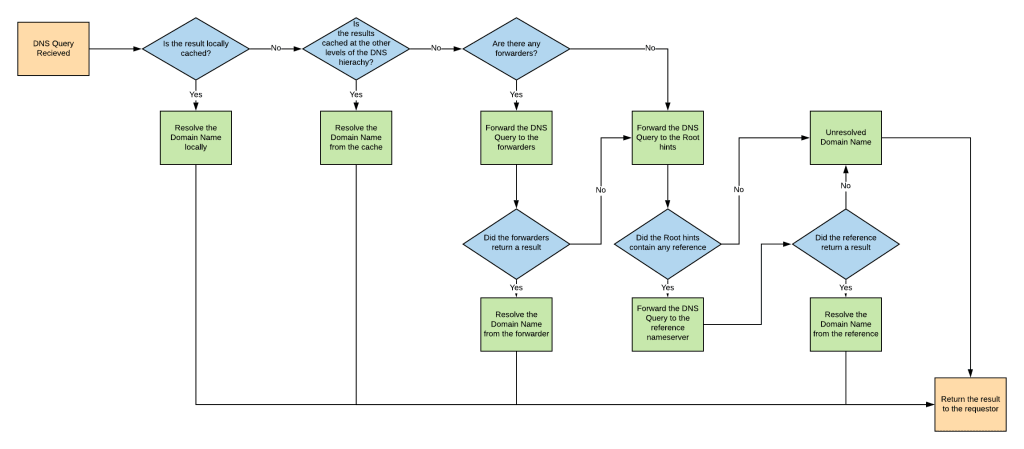 DNS Query
Recieved
Is the result locally
cached?
No
Is
the results
cached at the other
levels of the DNS
hierachy?
No
Are there any
forwarders?
No
Yes
Yes
Yes
Resolve the
Domain Name
locally
Resolve the
Domain Name
from the cache
Forward the DNS
Query to the
forwarders
Forward the DNS
Query to the Root
hints
Unresolved
Domain Name
No
No
No
Did the forwarders
return a result
Did the Root hints
contain any reference
Did the reference
return a result
Yes
Yes
Yes
Resolve the
Domain Name
from the forwarder
Forward the DNS
Query to the
reference
nameserver
Resolve the
Domain Name
from the reference
Return the result
to the requestor